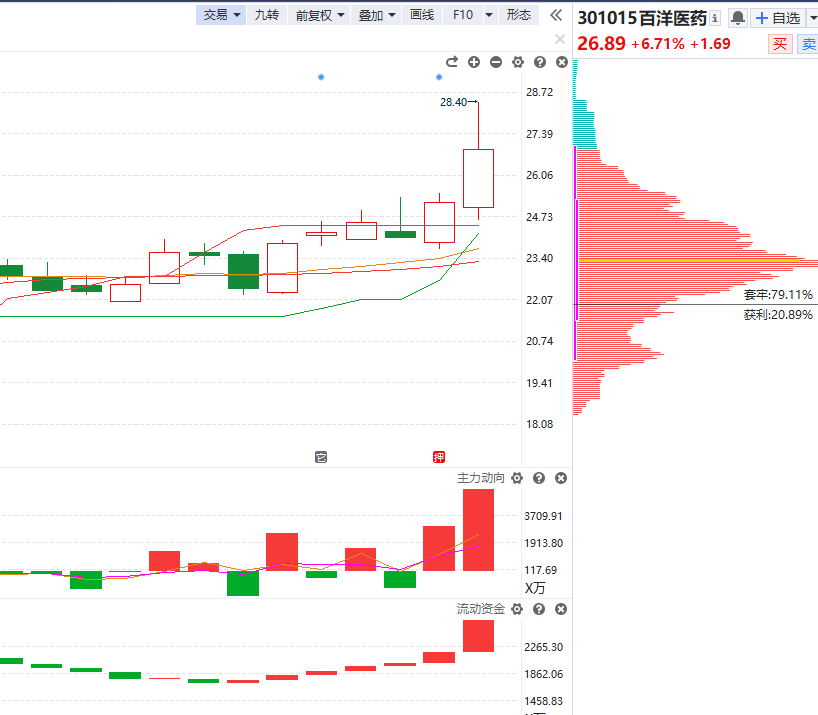 交易 九转 前复权 叠加 画线 F10 形态
301015百洋医药 自选
26.89 +6.71% +1.69 买 卖
28.40
28.72
27.39
26.06
24.73
23.40
22.07
20.74
19.41
18.08
套牢:79.11%
获利:20.89%
押
主力动向
3709.91
1913.80
117.69
X万
流动资金
2265.30
1862.06
1458.83